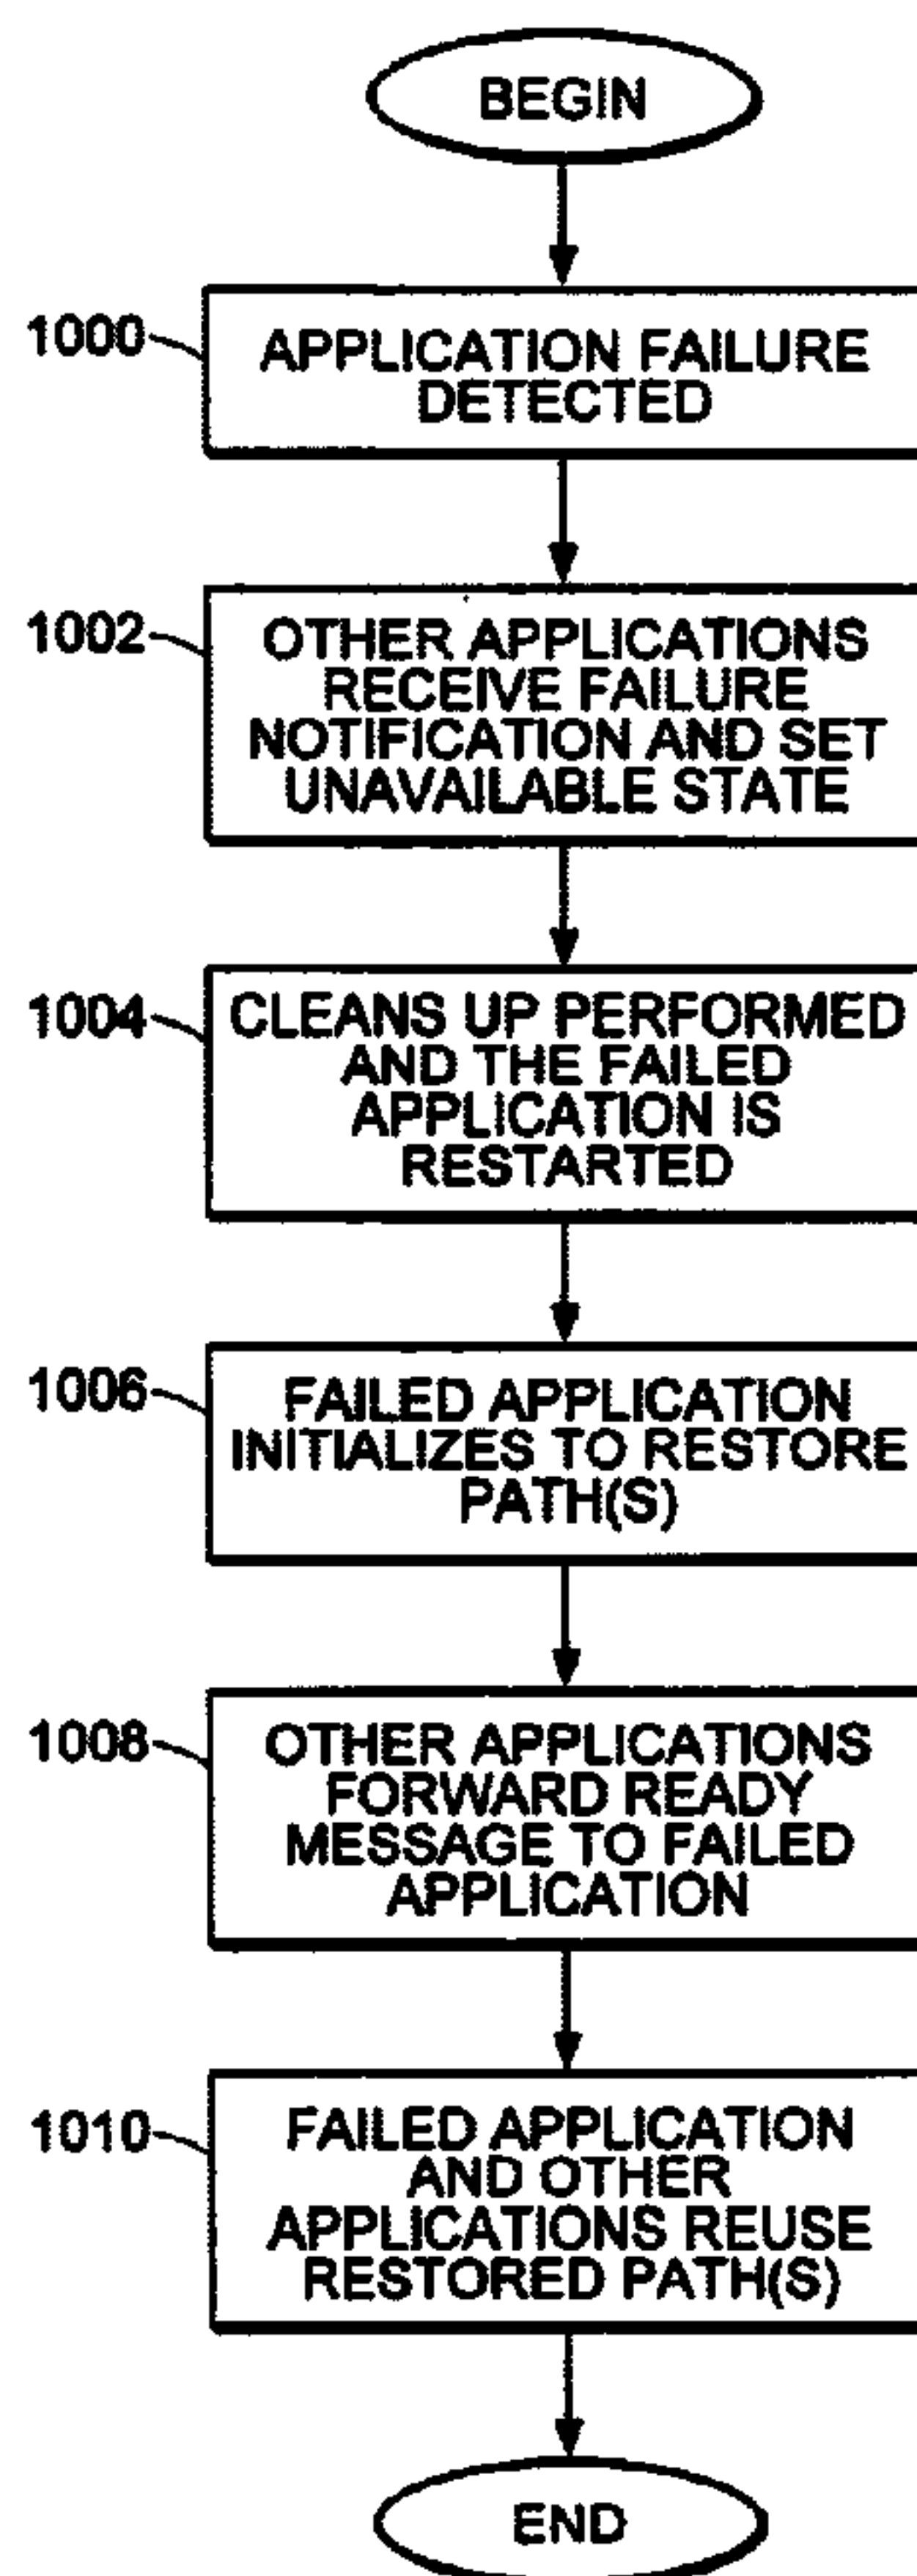 BEGIN
1000
APPLICATION FAILURE
DETECTED
1002
OTHER APPLICATIONS
RECEIVE FAILURE
NOTIFICATION AND SET
UNAVAILABLE STATE
1004
CLEANS UP PERFORMED
AND THE FAILED
APPLICATION IS
RESTARTED
1006
FAILED APPLICATION
INITIALIZES TO RESTORE
PATH(S)
1008
OTHER APPLICATIONS
FORWARD READY
MESSAGE TO FAILED
APPLICATION
1010
FAILED APPLICATION
AND OTHER
APPLICATIONS REUSE
RESTORED PATH(S)
END